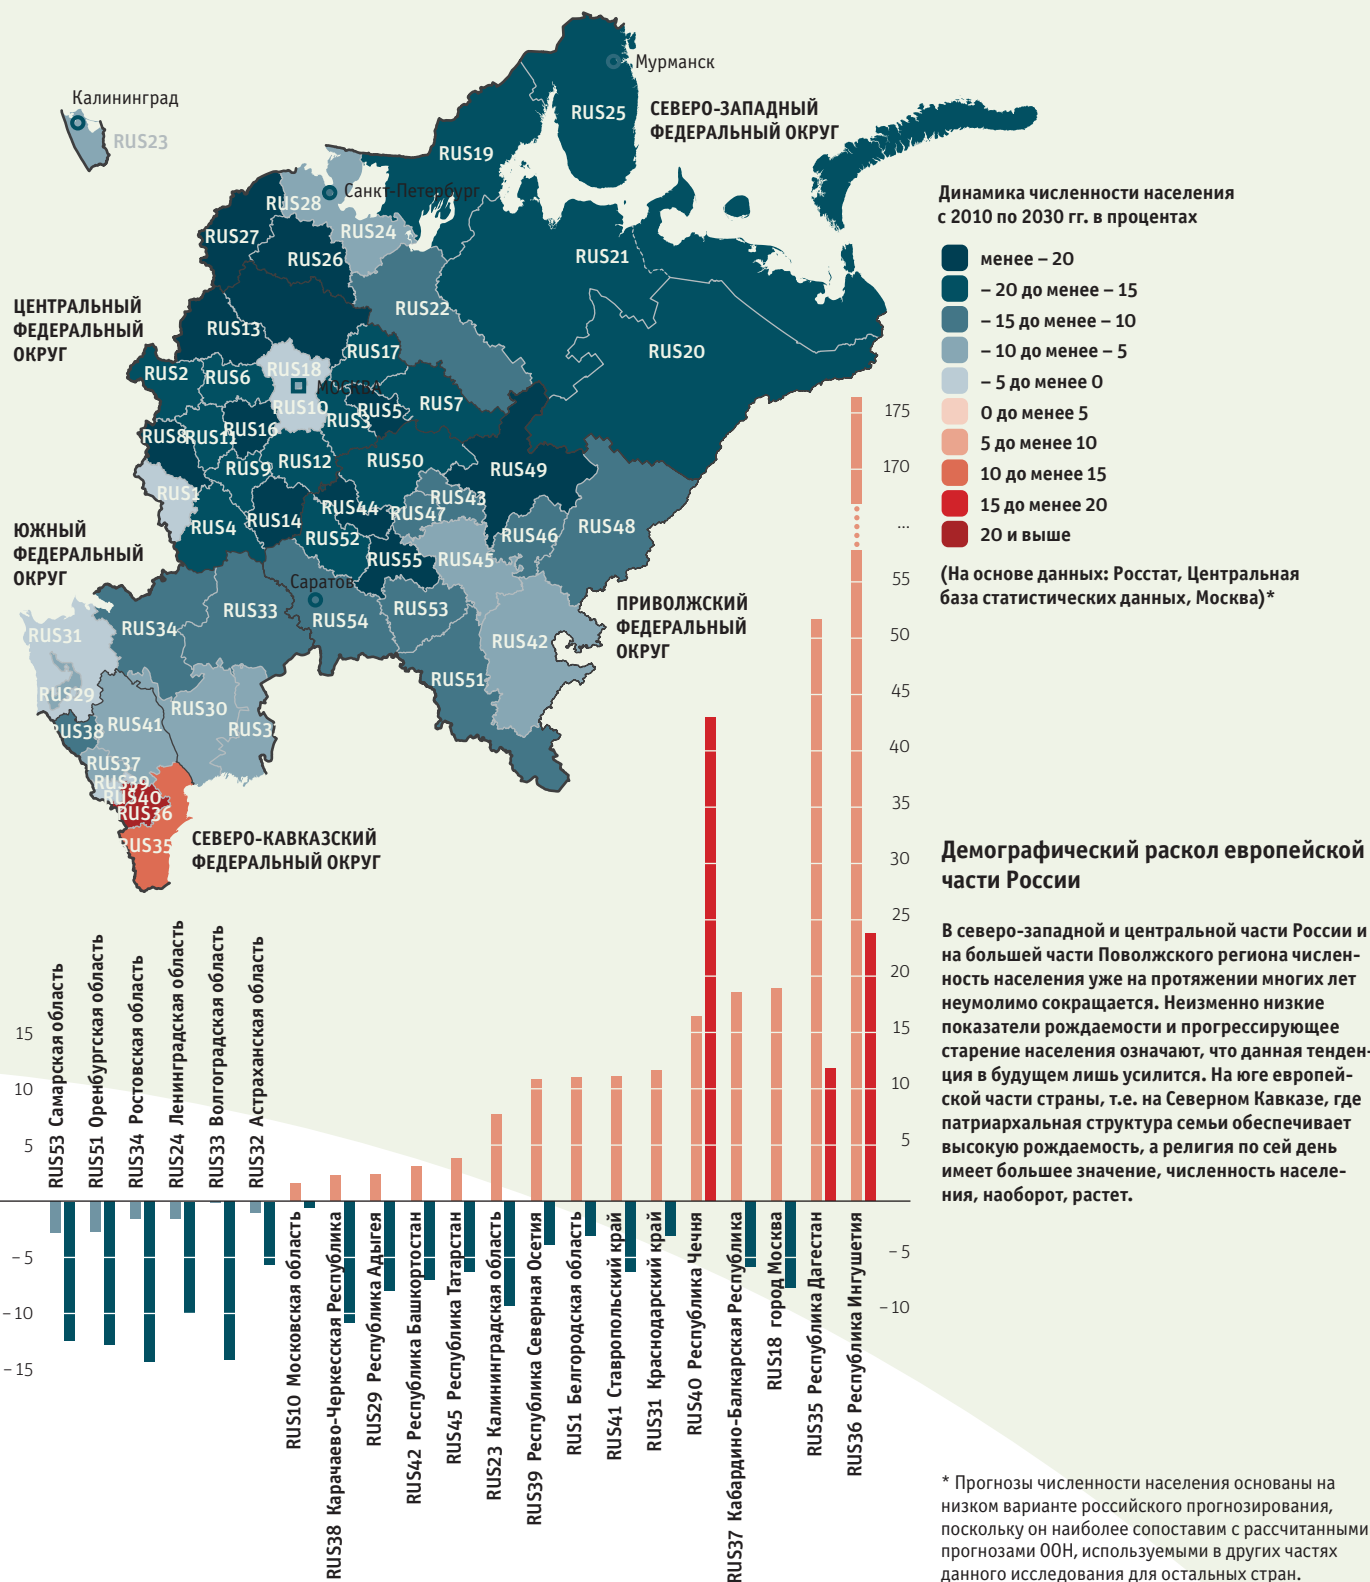 Мурманск
Калининград
RUS25
СЕВЕРО-ЗАПАДНЫЙ
ФЕДЕРАЛЬНЫЙ ОКРУГ
RUS23
RUS19
Санкт-Петербург
RUS28
RUS24
RUS27
RUS26
RUS21
RUS22
ЦЕНТРАЛЬНЫЙ
ФЕДЕРАЛЬНЫЙ
ОКРУГ
RUS13
RUS17
RUS20
RUS2
RUS6
RUS18
МОСКВА
RUS10
RUS3
RUS5
RUS7
RUS8
RUS11
RUS16
RUS9
RUS12
RUS50
RUS49
RUS1
RUS4
RUS14
RUS44
RUS47
RUS43
RUS46
RUS48
RUS52
RUS55
RUS45
ЮЖНЫЙ
ФЕДЕРАЛЬНЫЙ
ОКРУГ
Саратов
RUS33
RUS54
RUS53
ПРИВОЛЖСКИЙ
ФЕДЕРАЛЬНЫЙ
ОКРУГ
RUS31
RUS34
RUS42
RUS51
RUS29
RUS30
RUS38
RUS41
RUS32
RUS37
RUS39
RUS40
RUS36
RUS35
СЕВЕРО-КАВКАЗСКИЙ
ФЕДЕРАЛЬНЫЙ ОКРУГ
Динамика численности населения
с 2010 по 2030 гг. в процентах
менее – 20
– 20 до менее – 15
– 15 до менее – 10
– 10 до менее – 5
– 5 до менее 0
0 до менее 5
5 до менее 10
10 до менее 15
15 до менее 20
20 и выше
(На основе данных: Росстат, Центральная
база статистических данных, Москва)*
175
170
...
55
50
45
40
35
30
25
20
15
10
5
– 5
– 10
15
10
5
– 5
– 10
– 15
RUS53 Самарская область
RUS51 Оренбургская область
RUS34 Ростовская область
RUS24 Ленинградская область
RUS33 Волгоградская область
RUS32 Астраханская область
RUS10 Московская область
RUS38 Карачаево-Черкесская Республика
RUS29 Республика Адыгея
RUS42 Республика Башкортостан
RUS45 Республика Татарстан
RUS23 Калининградская область
RUS39 Республика Северная Осетия
RUS1 Белгородская область
RUS41 Ставропольский край
RUS31 Краснодарский край
RUS40 Республика Чечня
RUS37 Кабардино-Балкарская Республика
RUS18 город Москва
RUS35 Республика Дагестан
RUS36 Республика Ингушетия
Демографический раскол европейской
части России
В северо-западной и центральной части России и
на большей части Поволжского региона числен-
ность населения уже на протяжении многих лет
неумолимо сокращается. Неизменно низкие
показатели рождаемости и прогрессирующее
старение населения означают, что данная тенден-
ция в будущем лишь усилится. На юге европей-
ской части страны, т.е. на Северном Кавказе, где
патриархальная структура семьи обеспечивает
высокую рождаемость, а религия по сей день
имеет большее значение, численность населе-
ния, наоборот, растет.
* Прогнозы численности населения основаны на
низком варианте российского прогнозирования,
поскольку он наиболее сопоставим с рассчитанными
прогнозами ООН, используемыми в других частях
данного исследования для остальных стран.